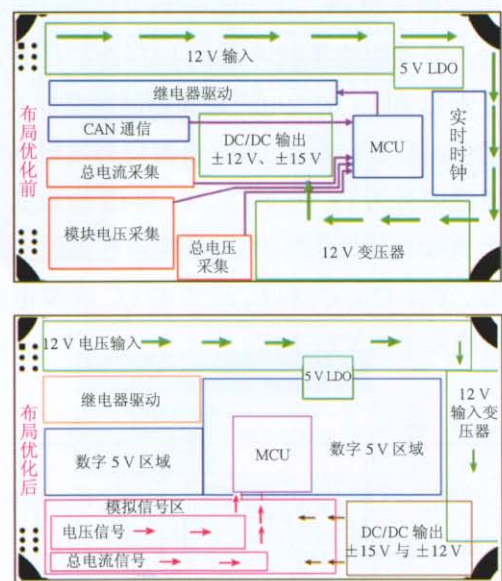 12 V 输入
5 V LDO
继电器驱动
布局优化前
CAN 通信
DC/DC 输出
±12 V、±15 V
MCU
实时时钟
总电流采集
模块电压采集
总电压
采集
12 V 变压器
12 V 电压输入
5 V LDO
布局优化后
继电器驱动
12 V
输入变
压器
数字 5 V 区域
MCU
数字 5 V 区域
模拟信号区
电压信号
总电流信号
DC/DC 输出
±15 V 与 ±12 V